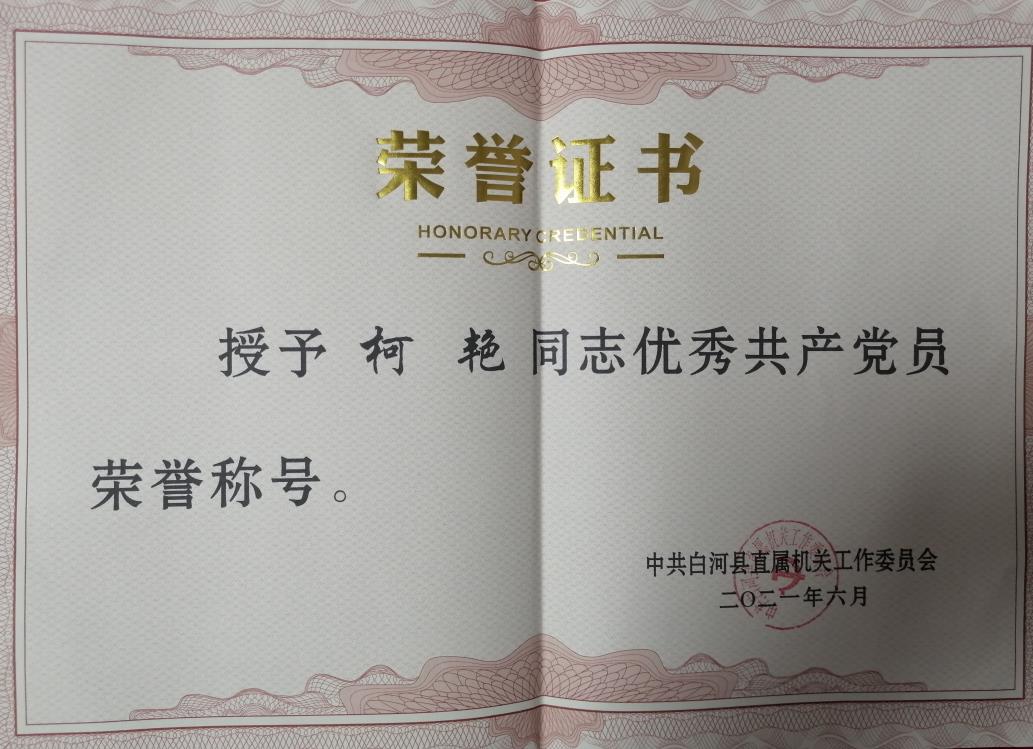 荣誉证书
HONORARY CREDENTIAL
授予 柯 艳 同志优秀共产党员
荣誉称号。
中共白河县直属机关工作委员会
二〇二一年六月